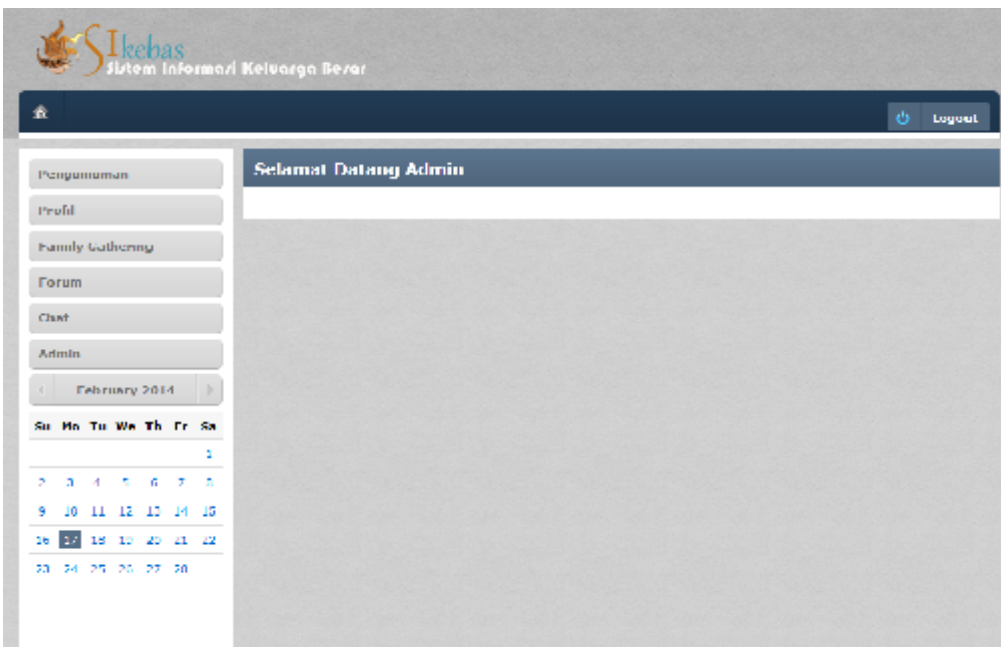 SIkebas
Sistem Informasi Keluarga Besar
Logout
Pengumuman
Profil
Family Gathering
Forum
Chat
Admin
February 2014
Su Mo Tu We Th Fr Sa
1
2 3 4 5 6 7 8
9 10 11 12 13 14 15
16 17 18 19 20 21 22
23 24 25 26 27 28
Selamat Datang Admin